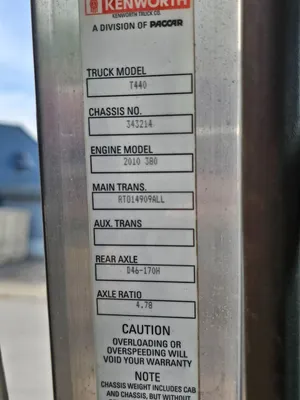 KENWORTH
KENWORTH TRUCK CO.
A DIVISION OF PACCAR
TRUCK MODEL
T440
CHASSIS NO.
343214
ENGINE MODEL
2010 380
MAIN TRANS.
RTO14909ALL
AUX. TRANS
REAR AXLE
D46-170H
AXLE RATIO
4.78
CAUTION
OVERLOADING OR
OVERSPEEDING WILL
VOID YOUR WARRANTY
NOTE
CHASSIS WEIGHT INCLUDES CAB
AND CHASSIS, BUT WITHOUT